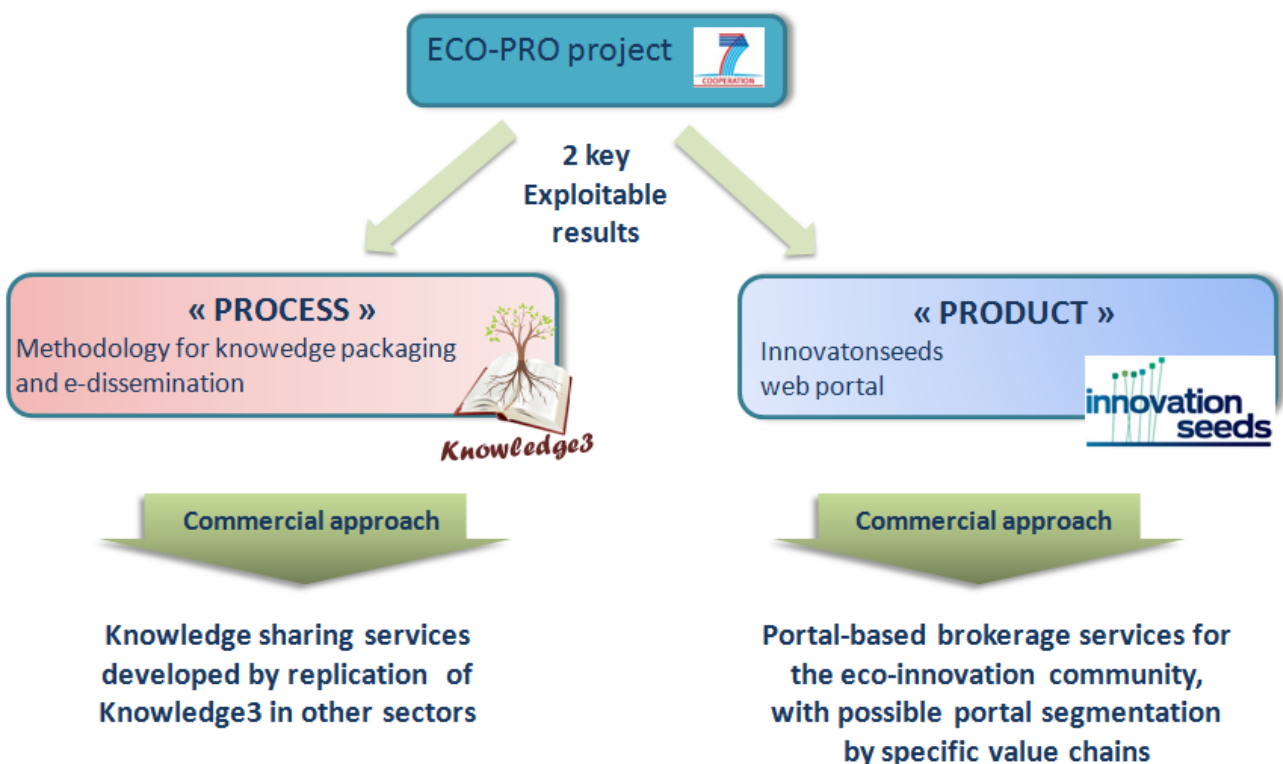 ECO-PRO project
7
COOPERATION
2 key
Exploitable
results
« PROCESS »
Methodology for knowedge packaging
and e-dissemination
Knowledge3
« PRODUCT »
Innovatonseeds
web portal
innovation
seeds
Commercial approach
Knowledge sharing services
developed by replication of
Knowledge3 in other sectors
Commercial approach
Portal-based brokerage services for
the eco-innovation community,
with possible portal segmentation
by specific value chains